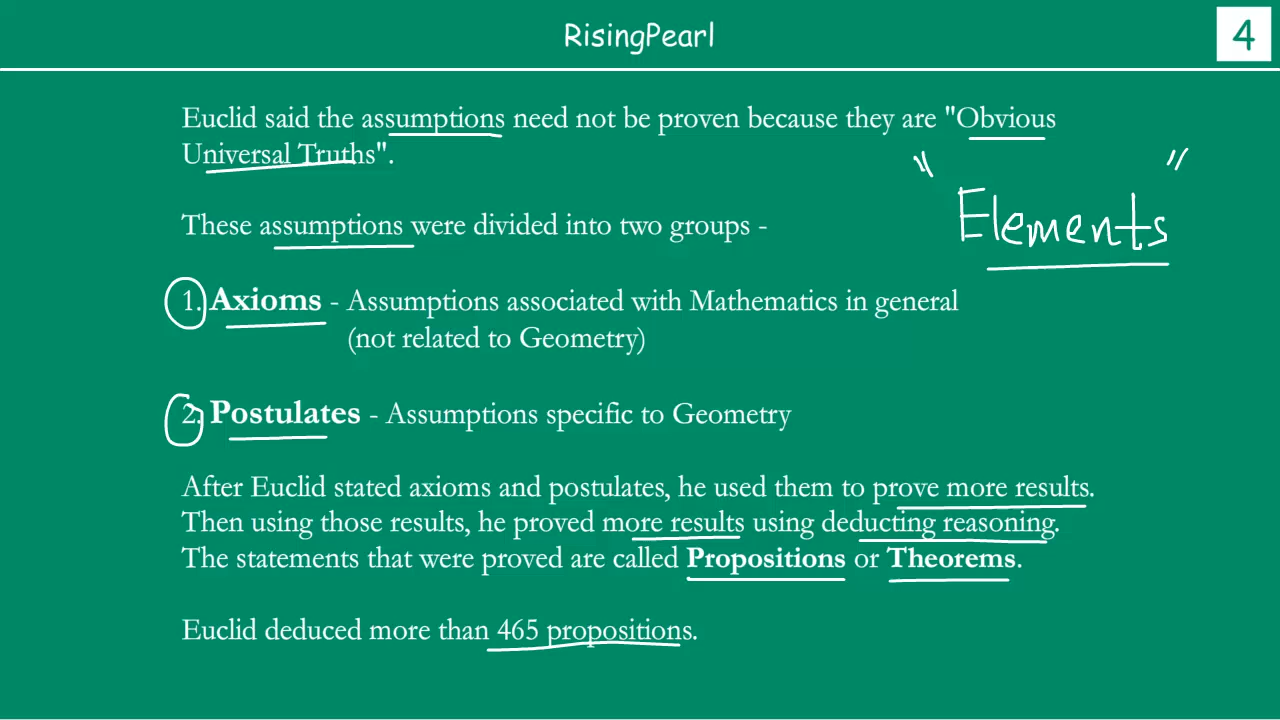 RisingPearl
4
Euclid said the assumptions need not be proven because they are "Obvious
Universal Truths".
"Elements"
These assumptions were divided into two groups -
1. Axioms - Assumptions associated with Mathematics in general
(not related to Geometry)
2. Postulates - Assumptions specific to Geometry
After Euclid stated axioms and postulates, he used them to prove more results.
Then using those results, he proved more results using deducting reasoning.
The statements that were proved are called Propositions or Theorems.
Euclid deduced more than 465 propositions.